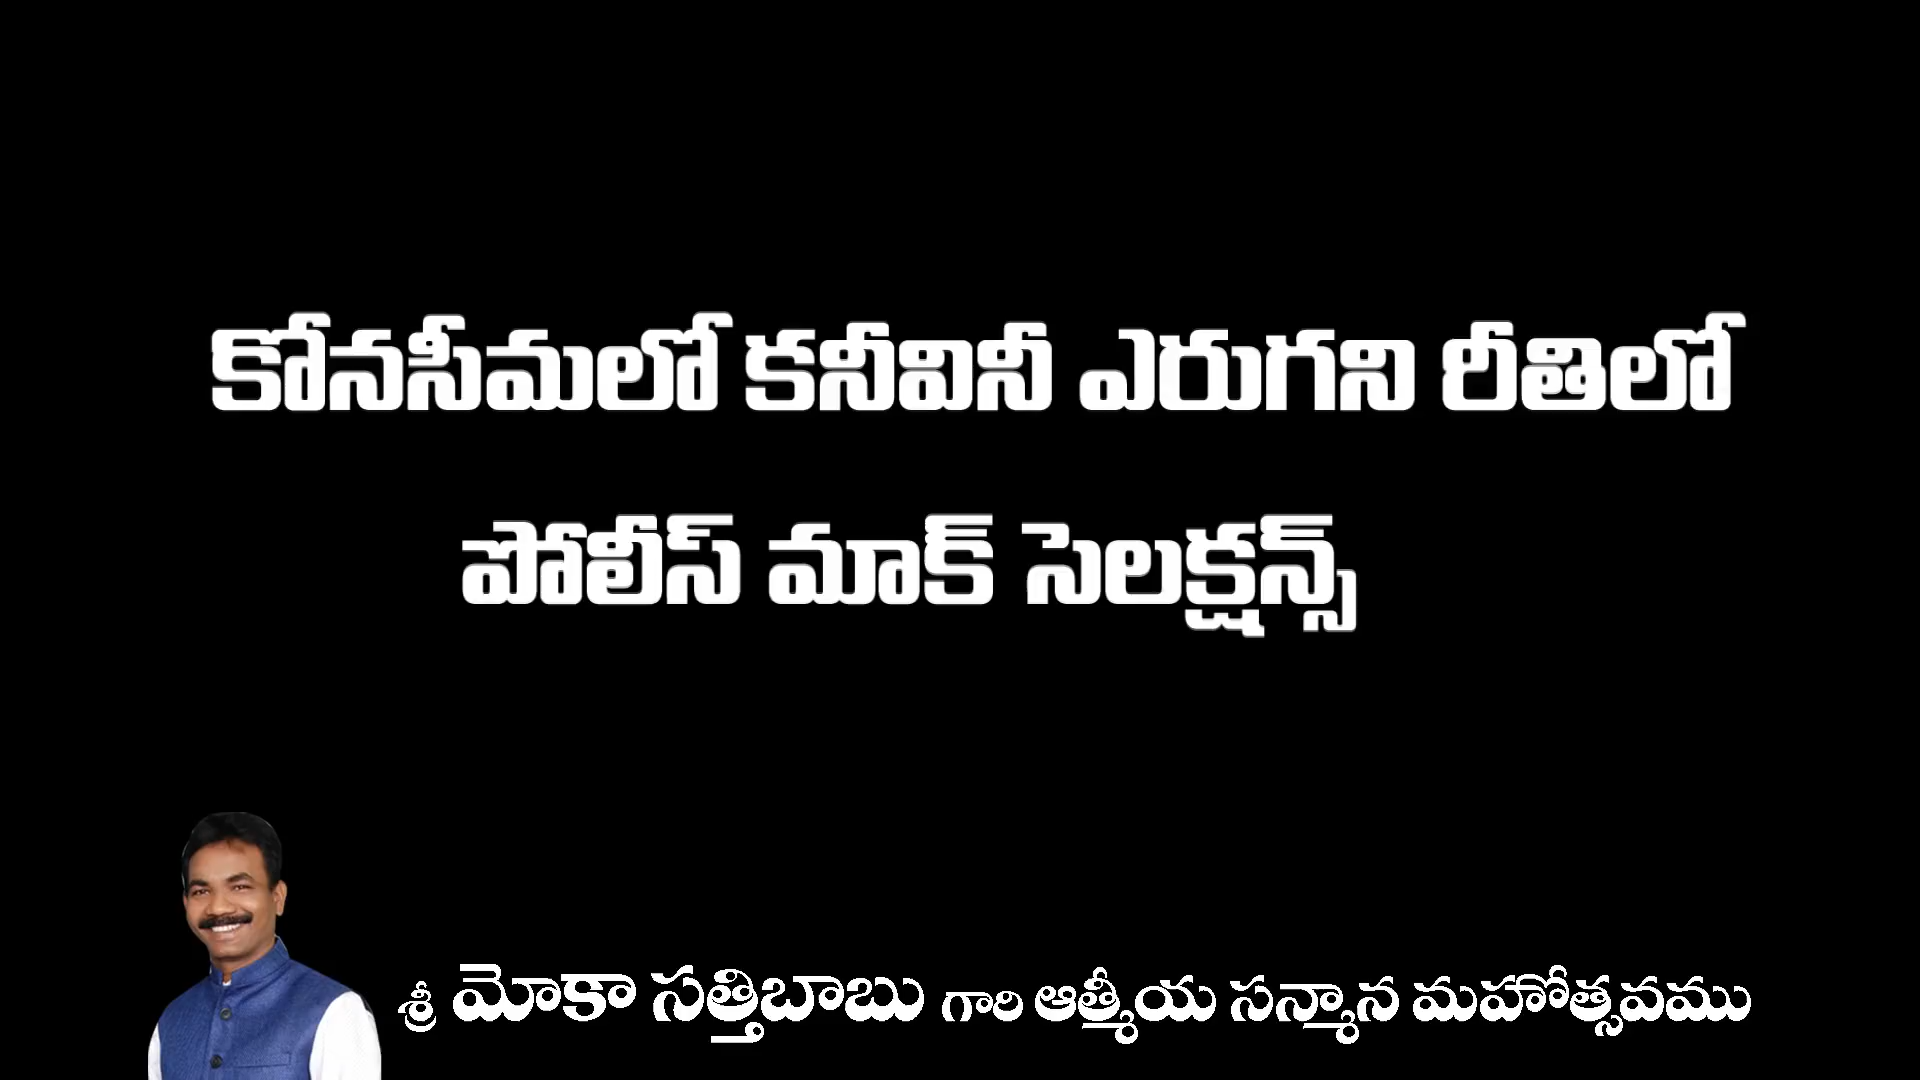 కోనసీమలో కనీవినీ ఎరుగని రీతిలో
పోలీస్ మాక్ సెలక్షన్స్
శ్రీ మోకా సత్తిబాబు గారి ఆత్మీయ సన్మాన మహోత్సవము